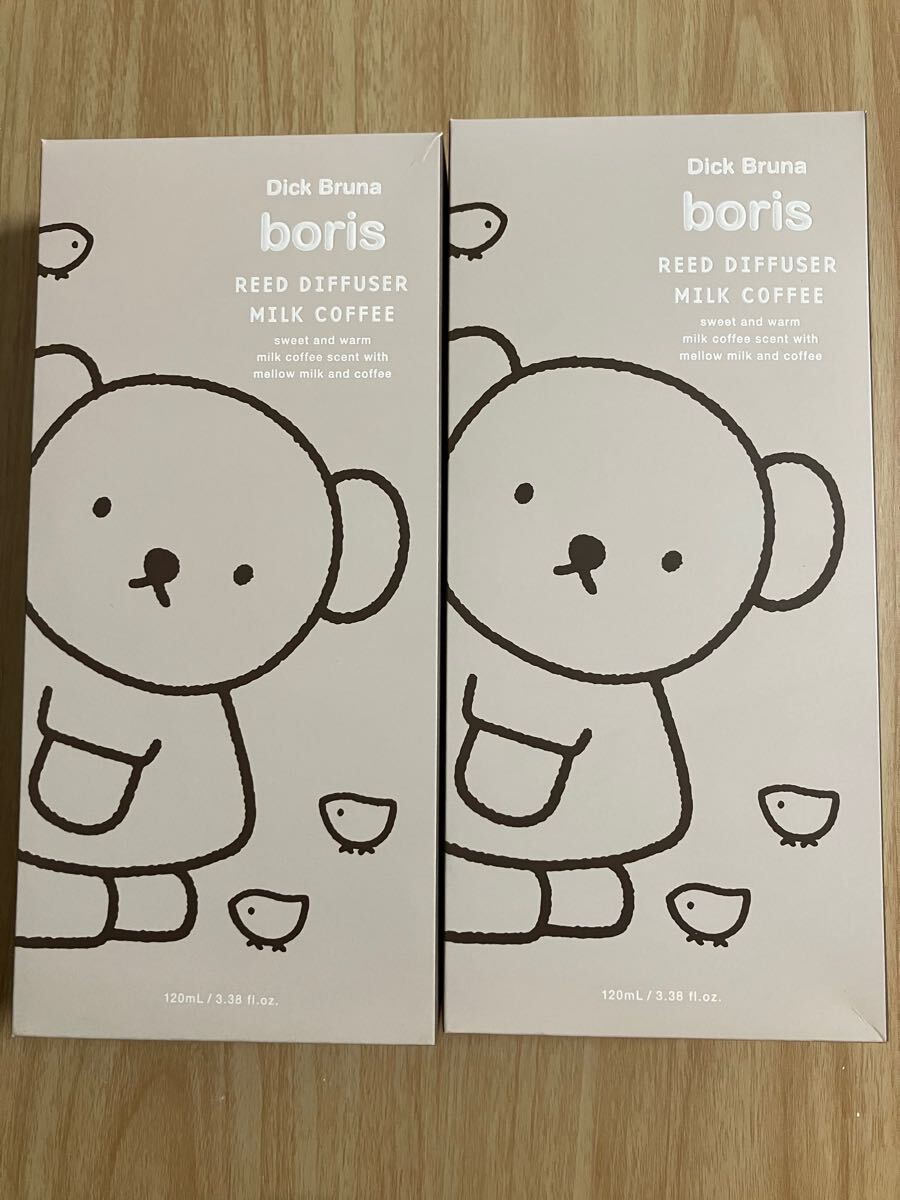 Dick Bruna
boris
REED DIFFUSER
MILK COFFEE
sweet and warm
milk coffee scent with
mellow milk and coffee
120mL / 3.38 fl.oz.
Dick Bruna
boris
REED DIFFUSER
MILK COFFEE
sweet and warm
milk coffee scent with
mellow milk and coffee
120mL / 3.38 fl.oz.